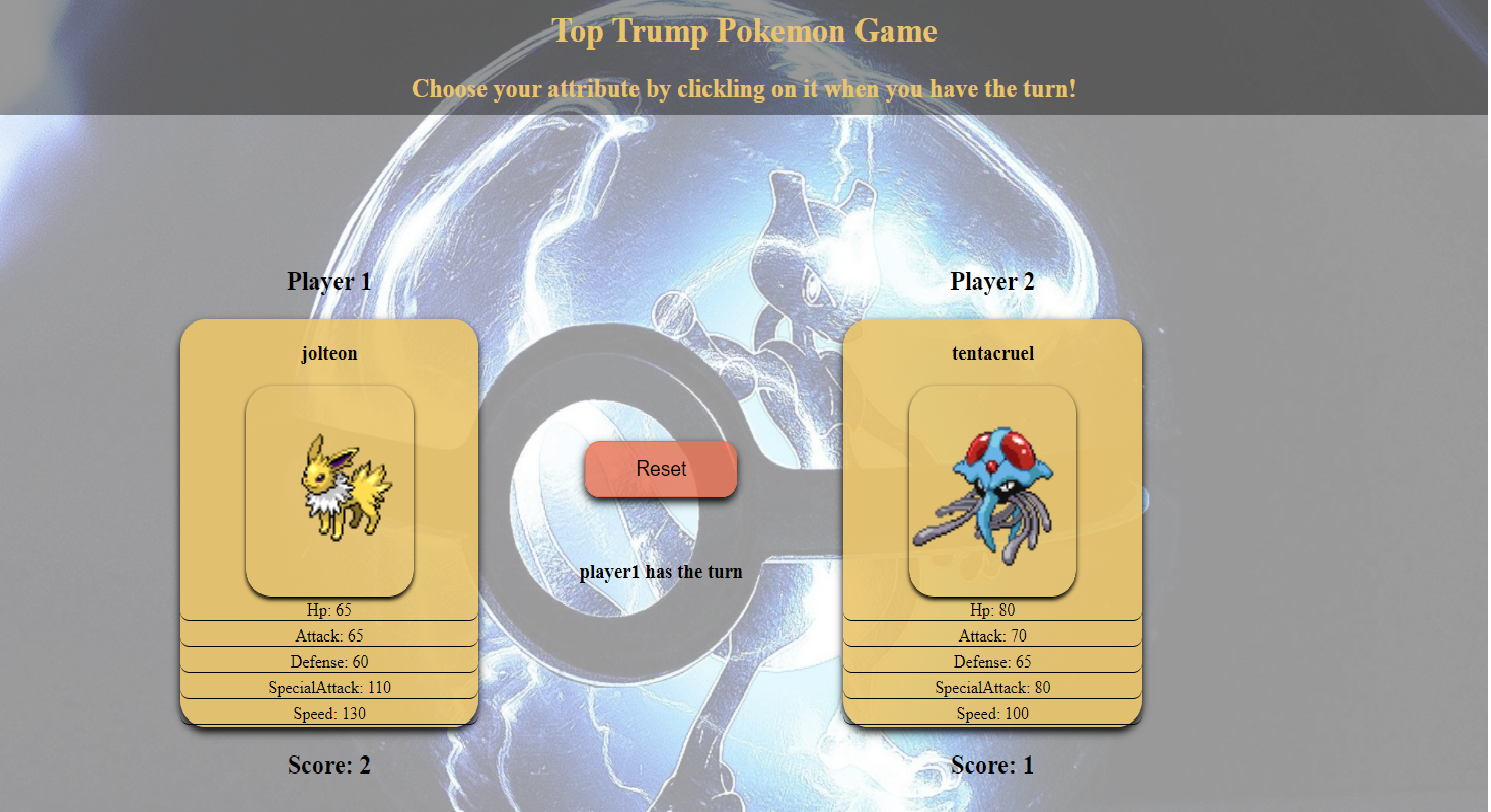 Top Trump Pokemon Game
Choose your attribute by clickling on it when you have the turn!
Player 1
jolteon
Hp: 65
Attack: 65
Defense: 60
SpecialAttack: 110
Speed: 130
Score: 2
Reset
player1 has the turn
Player 2
tentacruel
Hp: 80
Attack: 70
Defense: 65
SpecialAttack: 80
Speed: 100
Score: 1